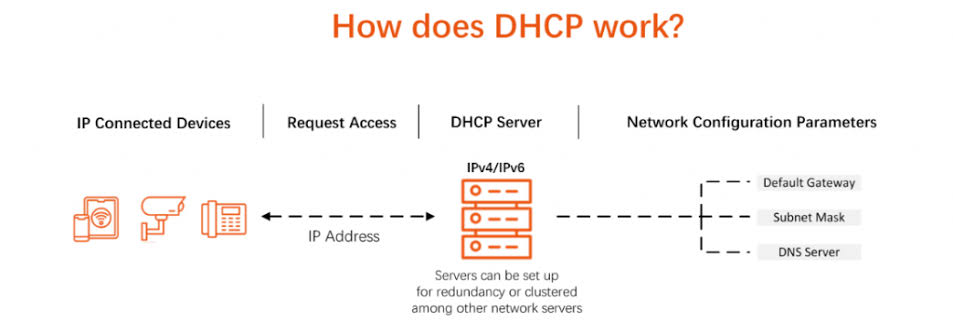 How does DHCP work?
IP Connected Devices
Request Access
DHCP Server
Network Configuration Parameters
IPv4/IPv6
IP Address
Default Gateway
Subnet Mask
DNS Server
Servers can be set up
for redundancy or clustered
among other network servers